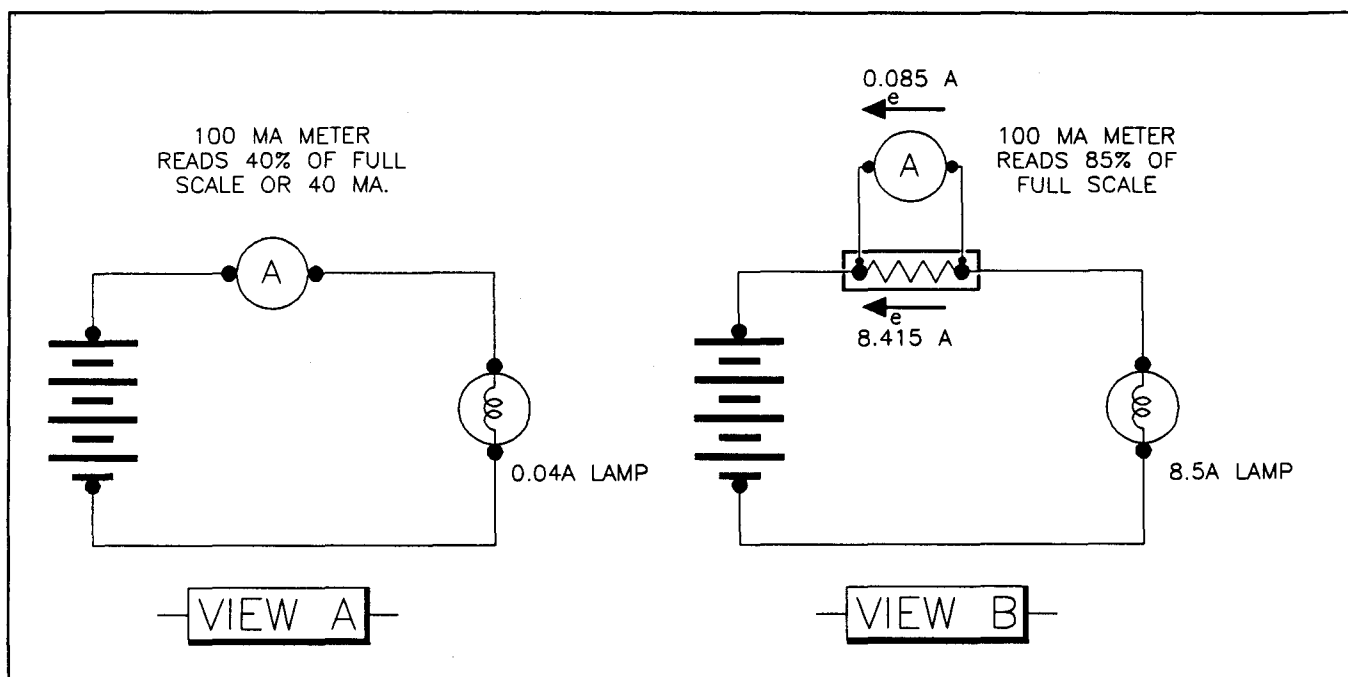 100 MA METER
READS 40% OF FULL
SCALE OR 40 MA.
A
0.04A LAMP
VIEW A
0.085 A
e
A
100 MA METER
READS 85% OF
FULL SCALE
e
8.415 A
8.5A LAMP
VIEW B